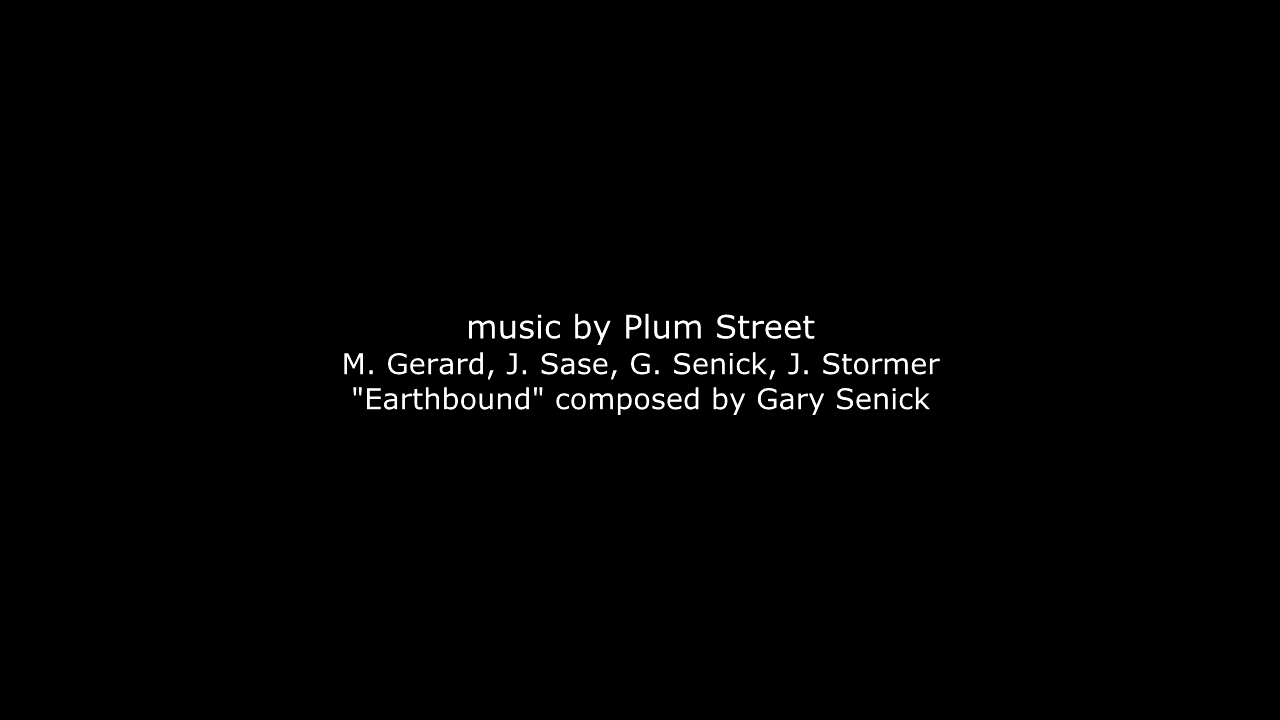 music by Plum Street
M. Gerard, J. Sase, G. Senick, J. Stormer
"Earthbound" composed by Gary Senick